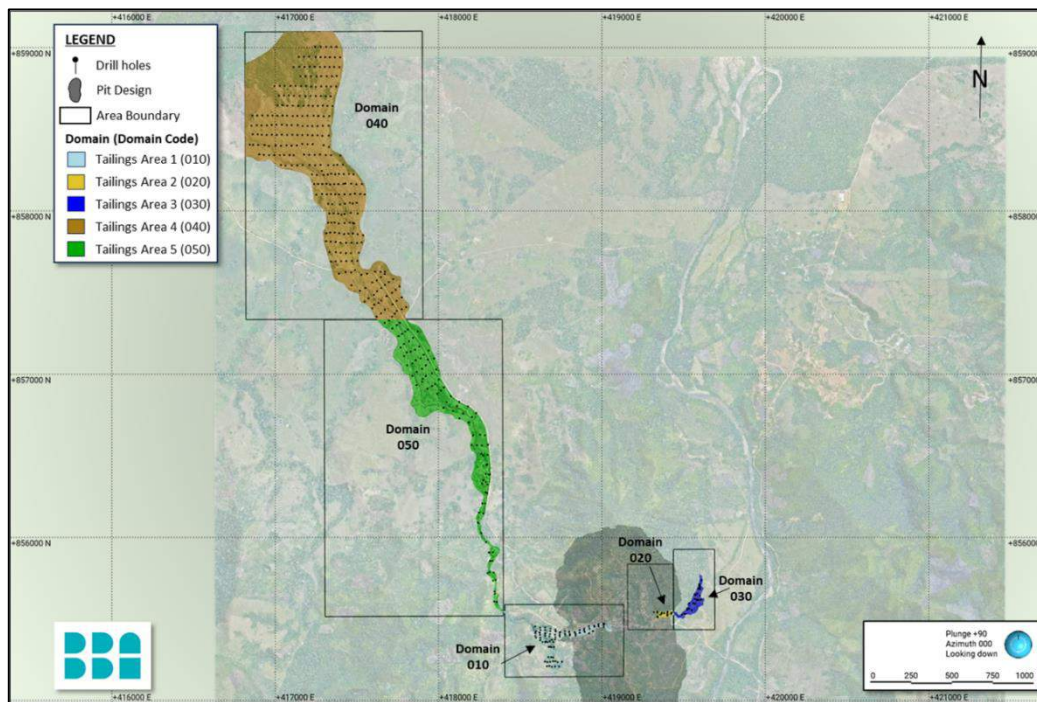 +416000 E
+417000 E
+418000 E
+419000 E
+420000 E
+421000 E
+859000 N
+859000 N
LEGEND
Drill holes
Pit Design
Area Boundary
Domain (Domain Code)
Tailings Area 1 (010)
Tailings Area 2 (020)
Tailings Area 3 (030)
Tailings Area 4 (040)
Tailings Area 5 (050)
N
Domain
040
+858000 N
+858000 N
+857000 N
+857000 N
Domain
050
+856000 N
+856000 N
Domain
020
Domain
030
Domain
010
DRA
DRA
Plunge +90
Azimuth 000
Looking down
0 250 500 750 1000
+416000 E
+417000 E
+418000 E
+419000 E
+420000 E
+421000 E